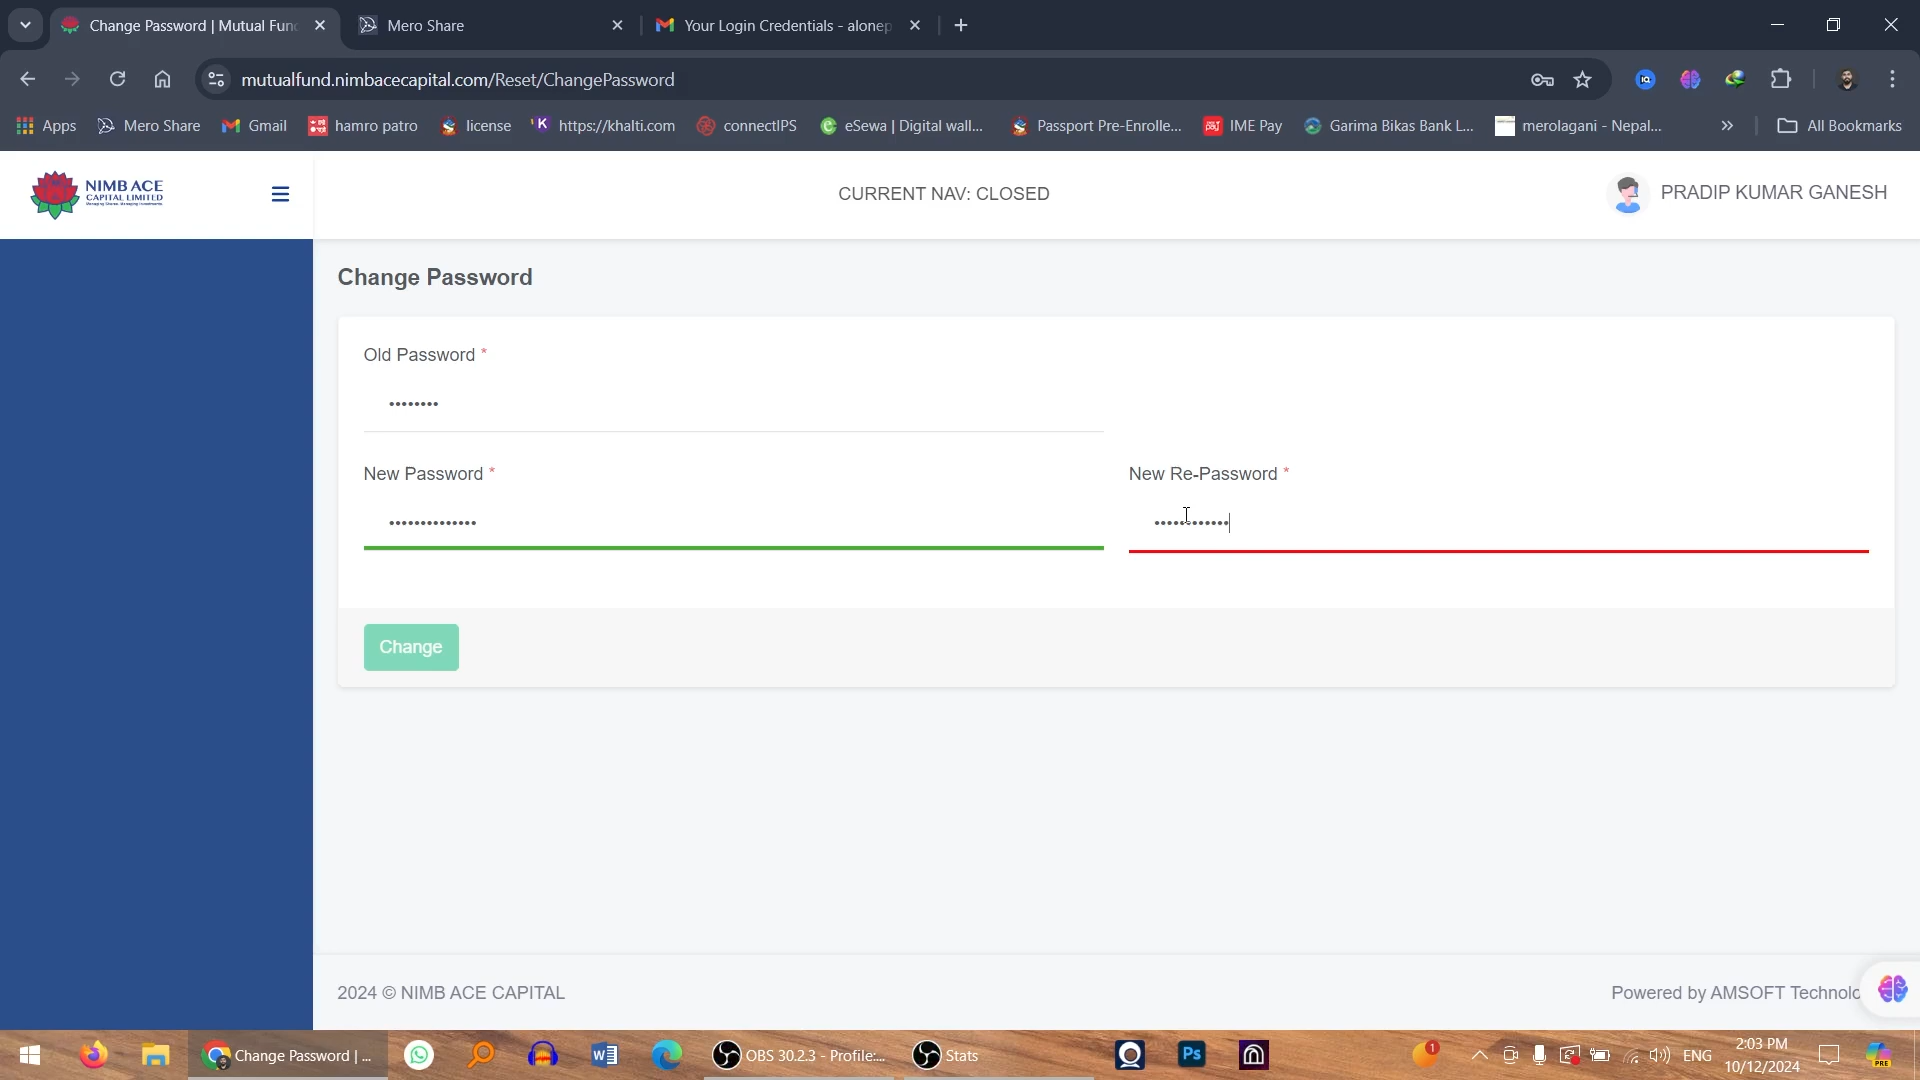 Change Password | Mutual Fun
Mero Share
Your Login Credentials - alonep
mutualfund.nimbacecapital.com/Reset/ChangePassword
Apps
Mero Share
Gmail
hamro patro
license
https://khalti.com
connectIPS
eSewa | Digital wall...
Passport Pre-Enrolle...
IME Pay
Garima Bikas Bank L...
merolagani - Nepal...
»
All Bookmarks
NIMB ACE
CAPITAL LIMITED
CURRENT NAV: CLOSED
PRADIP KUMAR GANESH
Change Password
Old Password *
••••••••
New Password *
New Re-Password *
••••••••••••••
••••••••••••
Change
2024 © NIMB ACE CAPITAL
Powered by AMSOFT Technolo
Change Password | ...
OBS 30.2.3 - Profile:...
Stats
Ps
1
ENG
2:03 PM
10/12/2024
PRE